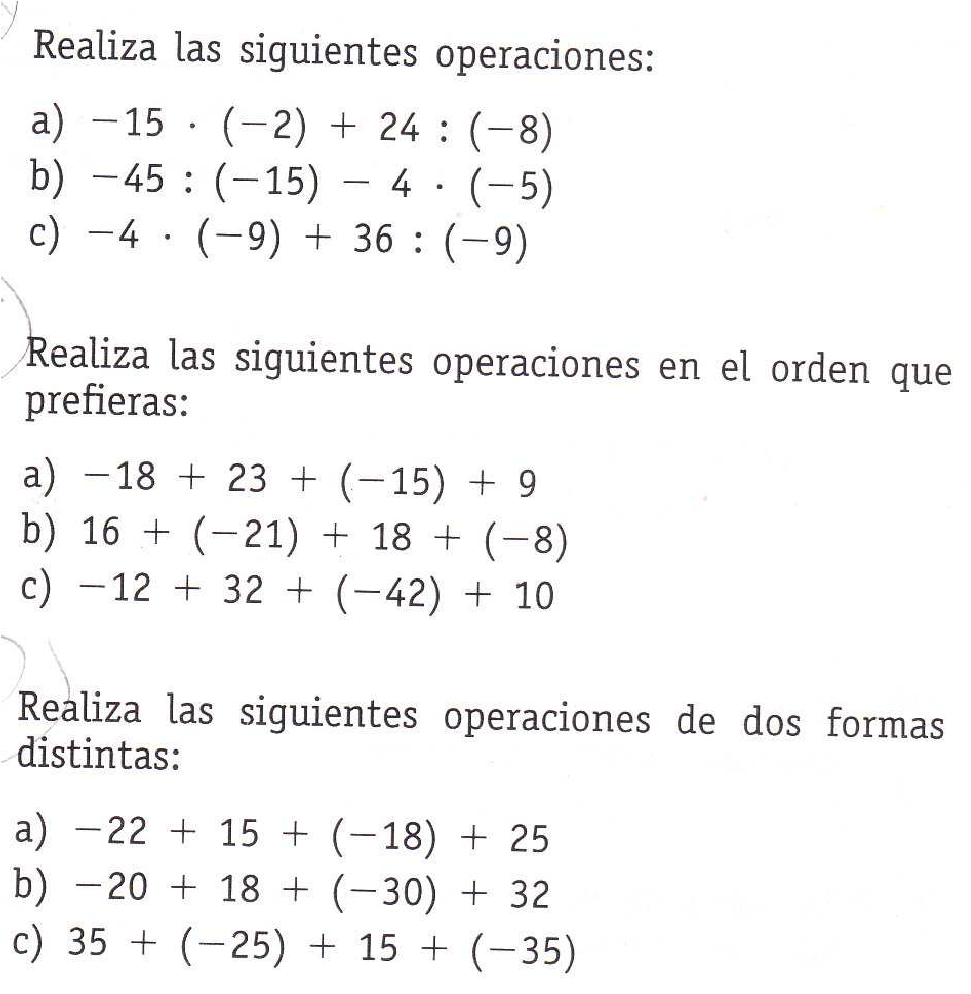 Realiza las siguientes operaciones:
a) −15 · (−2) + 24 : (−8)
b) −45 : (−15) − 4 · (−5)
c) −4 · (−9) + 36 : (−9)
Realiza las siguientes operaciones en el orden que
prefieras:
a) −18 + 23 + (−15) + 9
b) 16 + (−21) + 18 + (−8)
c) −12 + 32 + (−42) + 10
Realiza las siguientes operaciones de dos formas
distintas:
a) −22 + 15 + (−18) + 25
b) −20 + 18 + (−30) + 32
c) 35 + (−25) + 15 + (−35)